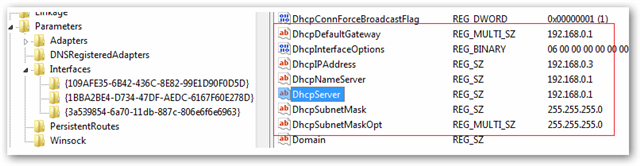 Linkage
Parameters
Adapters
DNSRegisteredAdapters
Interfaces
{109AFE35-6B42-436C-8E82-99E1D90F0D5D}
{1BBA2BE4-D734-47DF-AEDC-6167F60E278D}
{3a539854-6a70-11db-887c-806e6f6e6963}
PersistentRoutes
Winsock
DhcpConnForceBroadcastFlag REG_DWORD 0x00000001 (1)
DhcpDefaultGateway REG_MULTI_SZ 192.168.0.1
DhcpInterfaceOptions REG_BINARY 06 00 00 00 00 00 00
DhcpIPAddress REG_SZ 192.168.0.3
DhcpNameServer REG_SZ 192.168.0.1
DhcpServer REG_SZ 192.168.0.1
DhcpSubnetMask REG_SZ 255.255.255.0
DhcpSubnetMaskOpt REG_MULTI_SZ 255.255.255.0
Domain REG_SZ